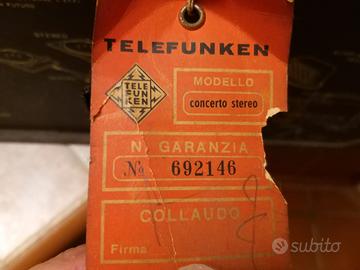 TELEFUNKEN
TELE
FUN
KEN
MODELLO
concerto stereo
N. GARANZIA
No 692146
COLLAUDO
Firma
subito